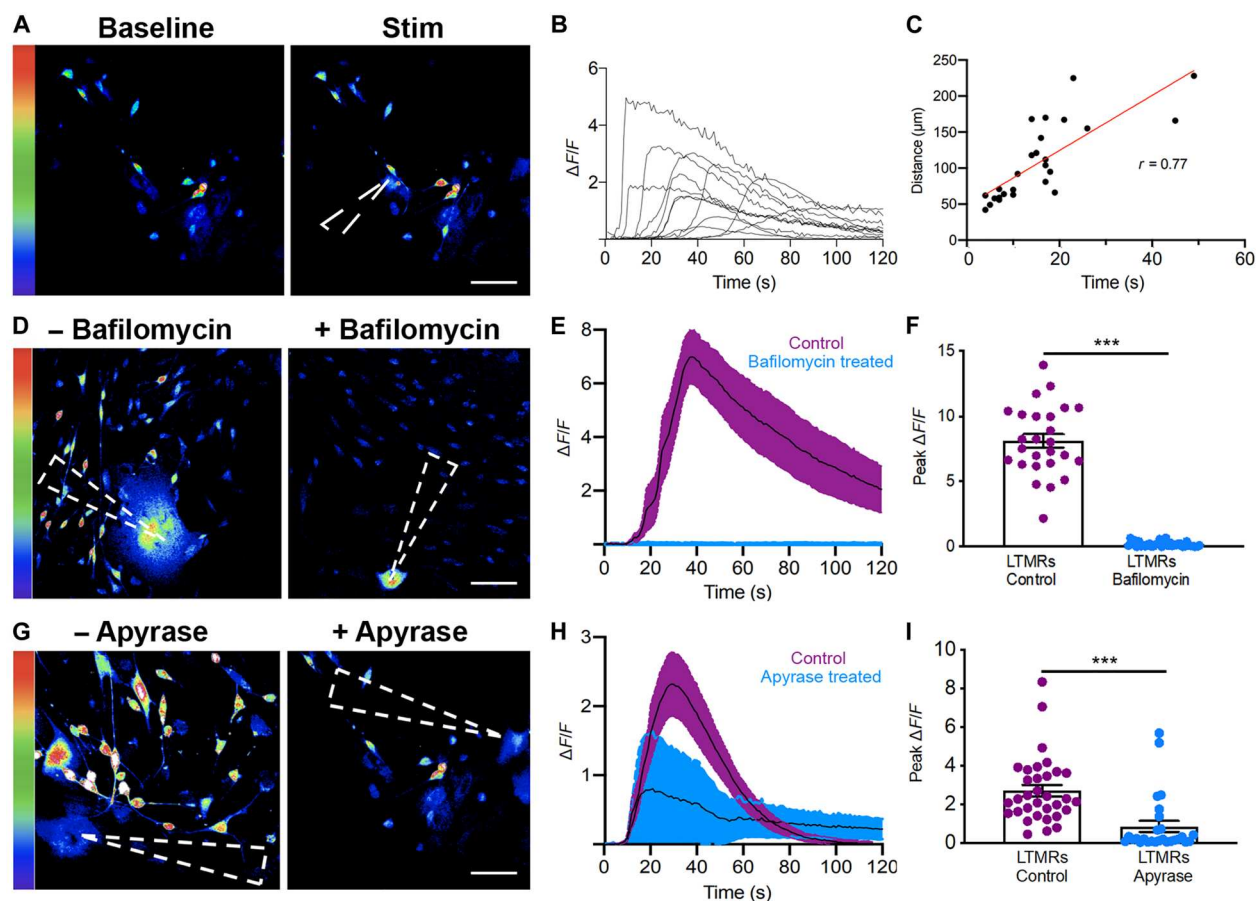 A
Baseline
Stim
B
6
4
2
ΔF/F
0
20
40
60
80
100
120
Time (s)
C
250
200
150
100
50
0
Distance (μm)
r = 0.77
0
20
40
60
Time (s)
D
– Bafilomycin
+ Bafilomycin
E
8
6
4
2
ΔF/F
Control
Bafilomycin treated
0
20
40
60
80
100
120
Time (s)
F
15
10
5
0
Peak ΔF/F
***
LTMRs
Control
LTMRs
Bafilomycin
G
– Apyrase
+ Apyrase
H
3
2
1
ΔF/F
Control
Apyrase treated
0
20
40
60
80
100
120
Time (s)
I
10
8
6
4
2
0
Peak ΔF/F
***
LTMRs
Control
LTMRs
Apyrase